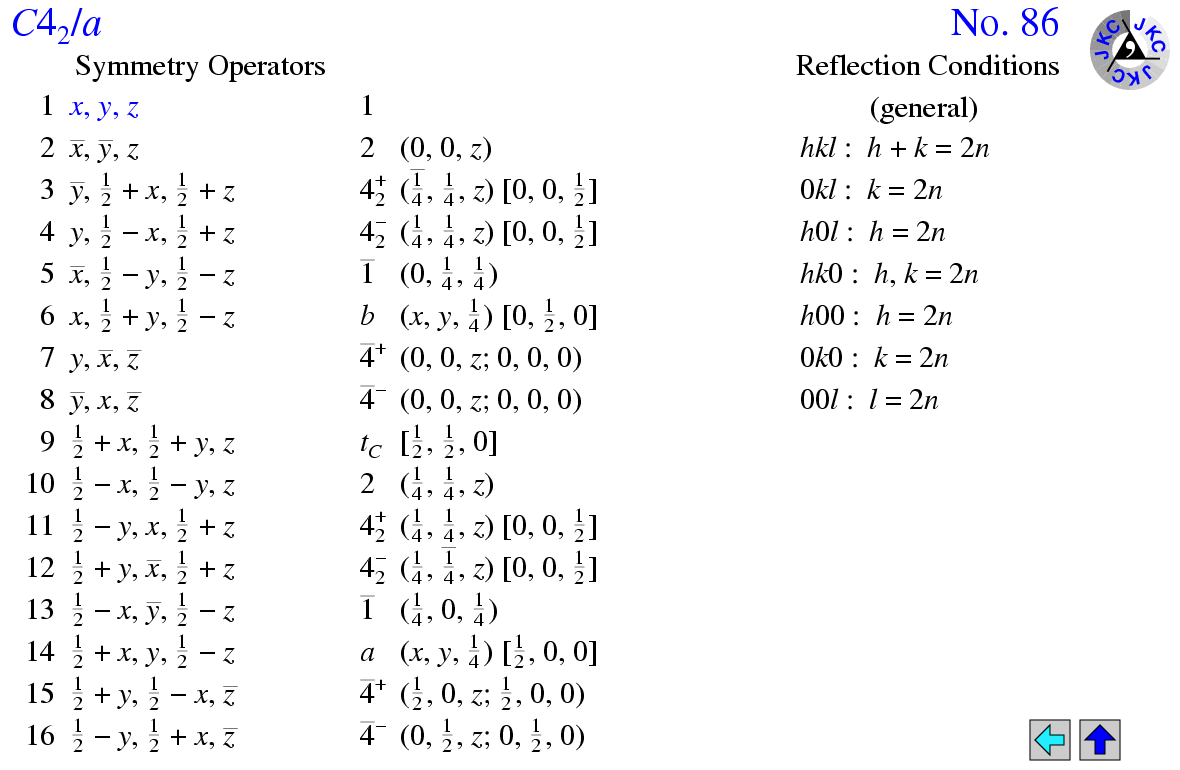 C4₂/a No. 86
JKC JKC JKC JKC
Symmetry Operators Reflection Conditions
1 x, y, z 1 (general)
2 x̅, y̅, z 2 (0, 0, z) hkl : h + k = 2n
3 y̅, ½ + x, ½ + z 4₂⁺ (1̅/4, ¼, z) [0, 0, ½] 0kl : k = 2n
4 y, ½ − x, ½ + z 4₂⁻ (¼, ¼, z) [0, 0, ½] h0l : h = 2n
5 x̅, ½ − y, ½ − z 1̅ (0, ¼, ¼) hk0 : h, k = 2n
6 x, ½ + y, ½ − z b (x, y, ¼) [0, ½, 0] h00 : h = 2n
7 y, x̅, z̅ 4̅⁺ (0, 0, z; 0, 0, 0) 0k0 : k = 2n
8 y̅, x, z̅ 4̅⁻ (0, 0, z; 0, 0, 0) 00l : l = 2n
9 ½ + x, ½ + y, z t_C [½, ½, 0]
10 ½ − x, ½ − y, z 2 (¼, ¼, z)
11 ½ − y, x, ½ + z 4₂⁺ (¼, ¼, z) [0, 0, ½]
12 ½ + y, x̅, ½ + z 4₂⁻ (¼, 1̅/4, z) [0, 0, ½]
13 ½ − x, y̅, ½ − z 1̅ (¼, 0, ¼)
14 ½ + x, y, ½ − z a (x, y, ¼) [½, 0, 0]
15 ½ + y, ½ − x, z̅ 4̅⁺ (½, 0, z; ½, 0, 0)
16 ½ − y, ½ + x, z̅ 4̅⁻ (0, ½, z; 0, ½, 0)